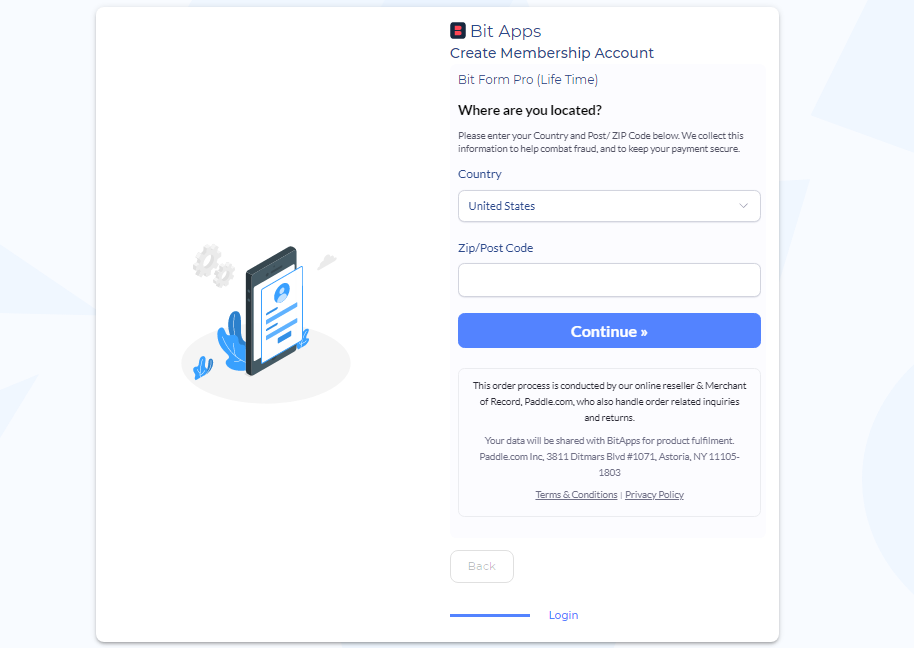 Bit Apps
Create Membership Account
Bit Form Pro (Life Time)
Where are you located?
Please enter your Country and Post/ ZIP Code below. We collect this
information to help combat fraud, and to keep your payment secure.
Country
United States
Zip/Post Code
Continue »
This order process is conducted by our online reseller & Merchant
of Record, Paddle.com, who also handle order related inquiries
and returns.
Your data will be shared with BitApps for product fulfilment.
Paddle.com Inc, 3811 Ditmars Blvd #1071, Astoria, NY 11105-
1803
Terms & Conditions | Privacy Policy
Back
Login